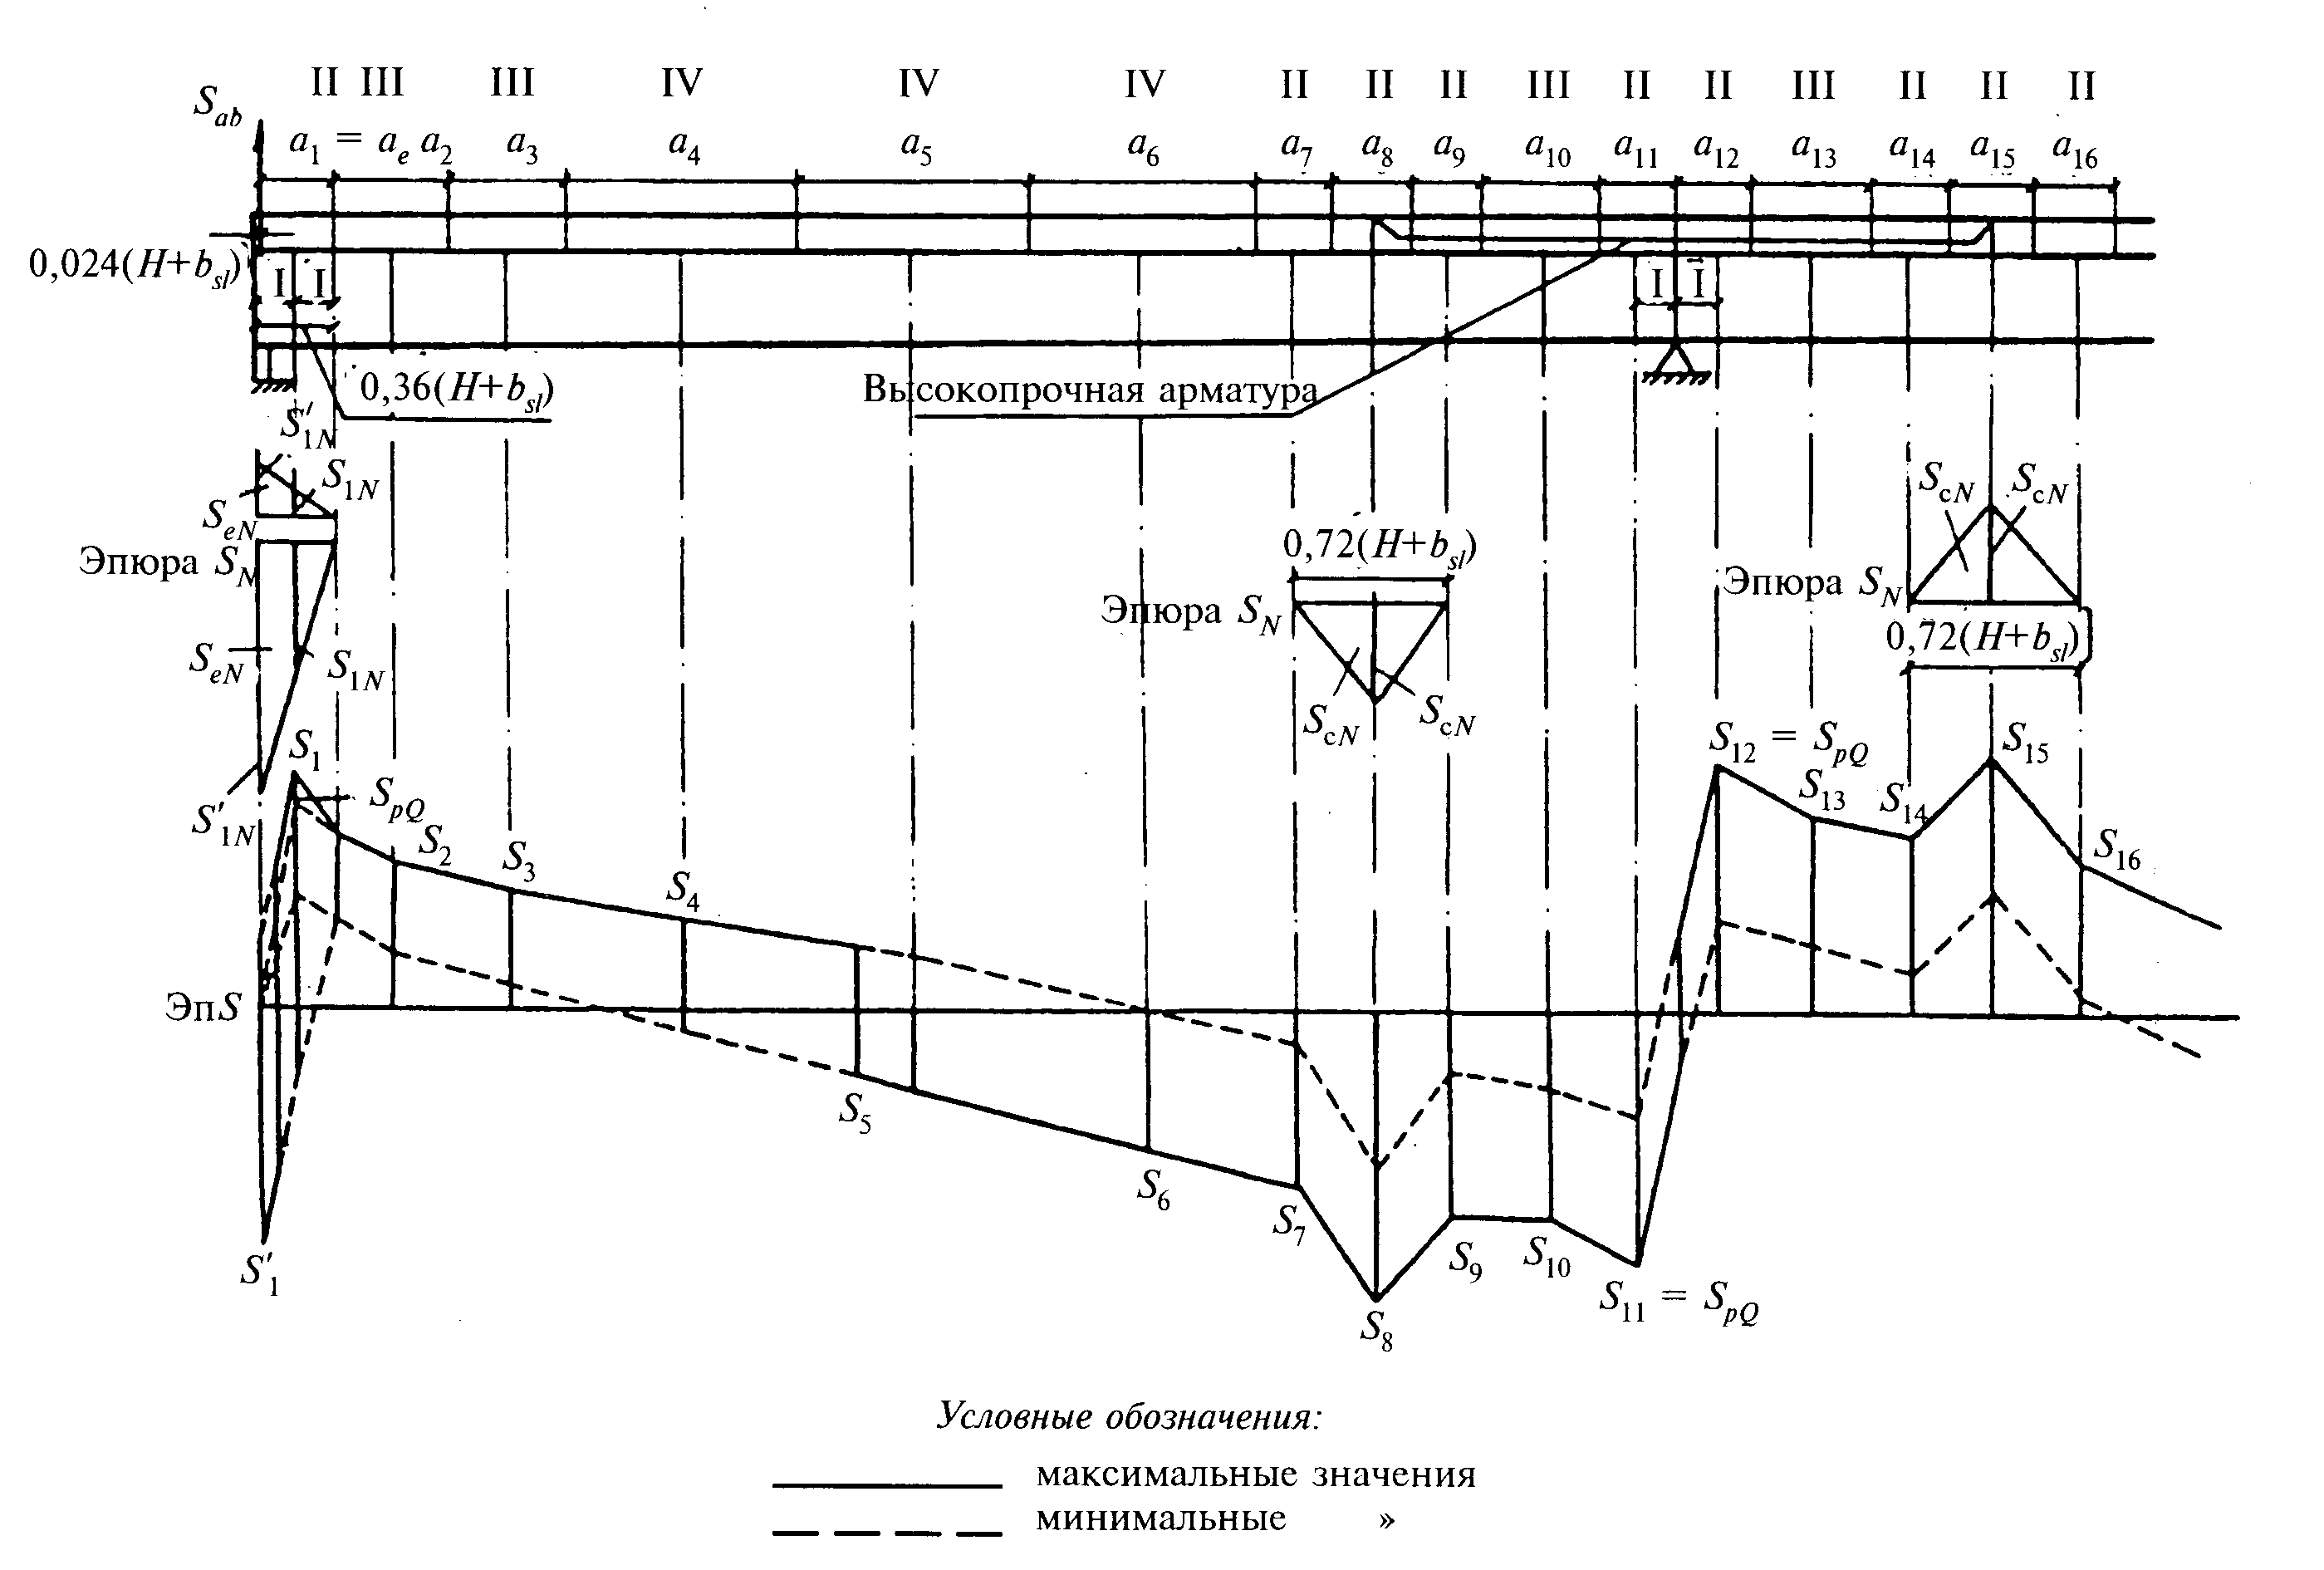 II III III IV IV IV II II II III II II III II II II
S_ab
a_1 = a_e a_2 a_3 a_4 a_5 a_6 a_7 a_8 a_9 a_10 a_11 a_12 a_13 a_14 a_15 a_16
0,024(H+b_sl)
I I
I I
0,36(H+b_sl)
Высокопрочная арматура
S'_1N
S_1N
S_eN
Эпюра S_N
S_eN
S_1N
S'_1N
0,72(H+b_sl)
Эпюра S_N
S_cN S_cN
S_cN S_cN
Эпюра S_N
0,72(H+b_sl)
S_1
S_pQ
S_2
S_3
S_4
S_12 = S_pQ
S_13
S_14
S_15
S_16
Эп S
S'_1
S_5
S_6
S_7
S_8
S_9
S_10
S_11 = S_pQ
Условные обозначения:
максимальные значения
минимальные »